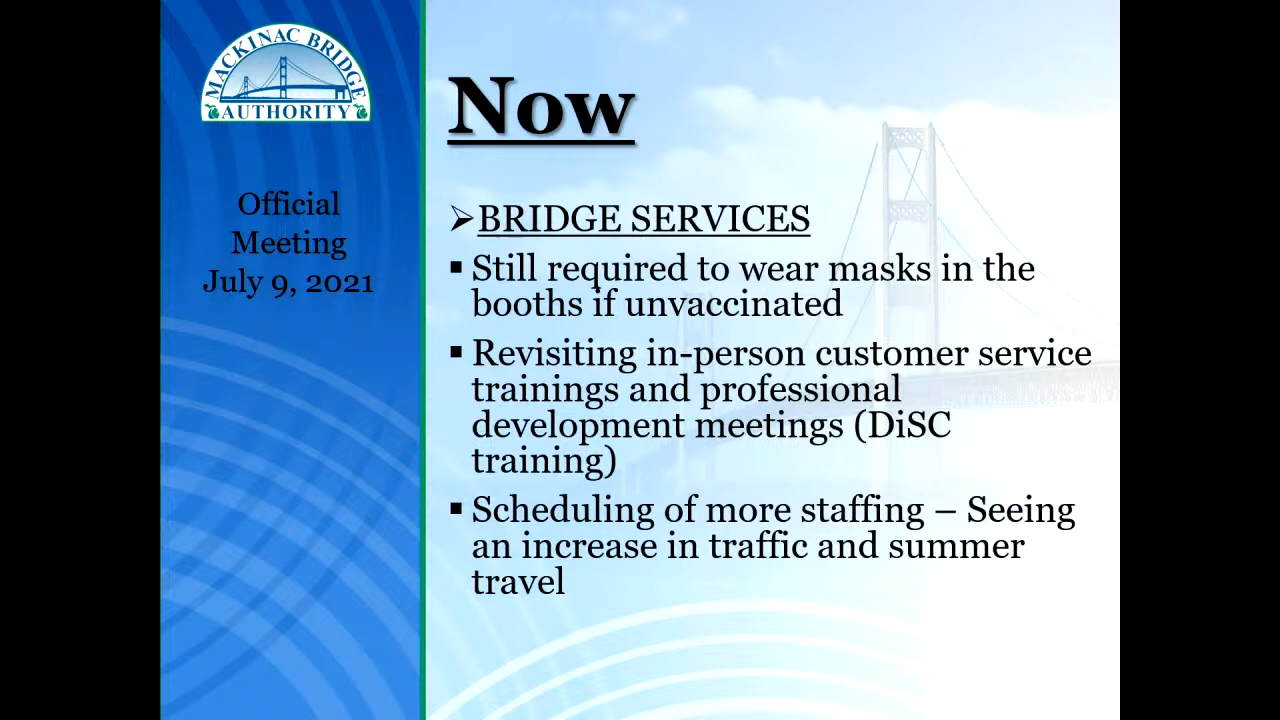 MACKINAC BRIDGE
AUTHORITY
Official
Meeting
July 9, 2021
Now
➢BRIDGE SERVICES
▪ Still required to wear masks in the
booths if unvaccinated
▪ Revisiting in-person customer service
trainings and professional
development meetings (DiSC
training)
▪ Scheduling of more staffing – Seeing
an increase in traffic and summer
travel